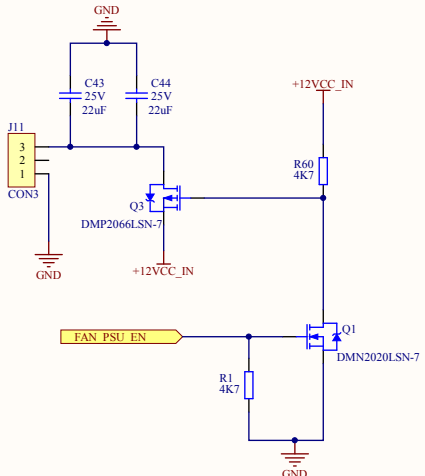 GND
C43
25V
22uF
C44
25V
22uF
+12VCC_IN
J11
3
2
1
CON3
R60
4K7
Q3
DMP2066LSN-7
GND
+12VCC_IN
FAN_PSU_EN
Q1
DMN2020LSN-7
R1
4K7
GND